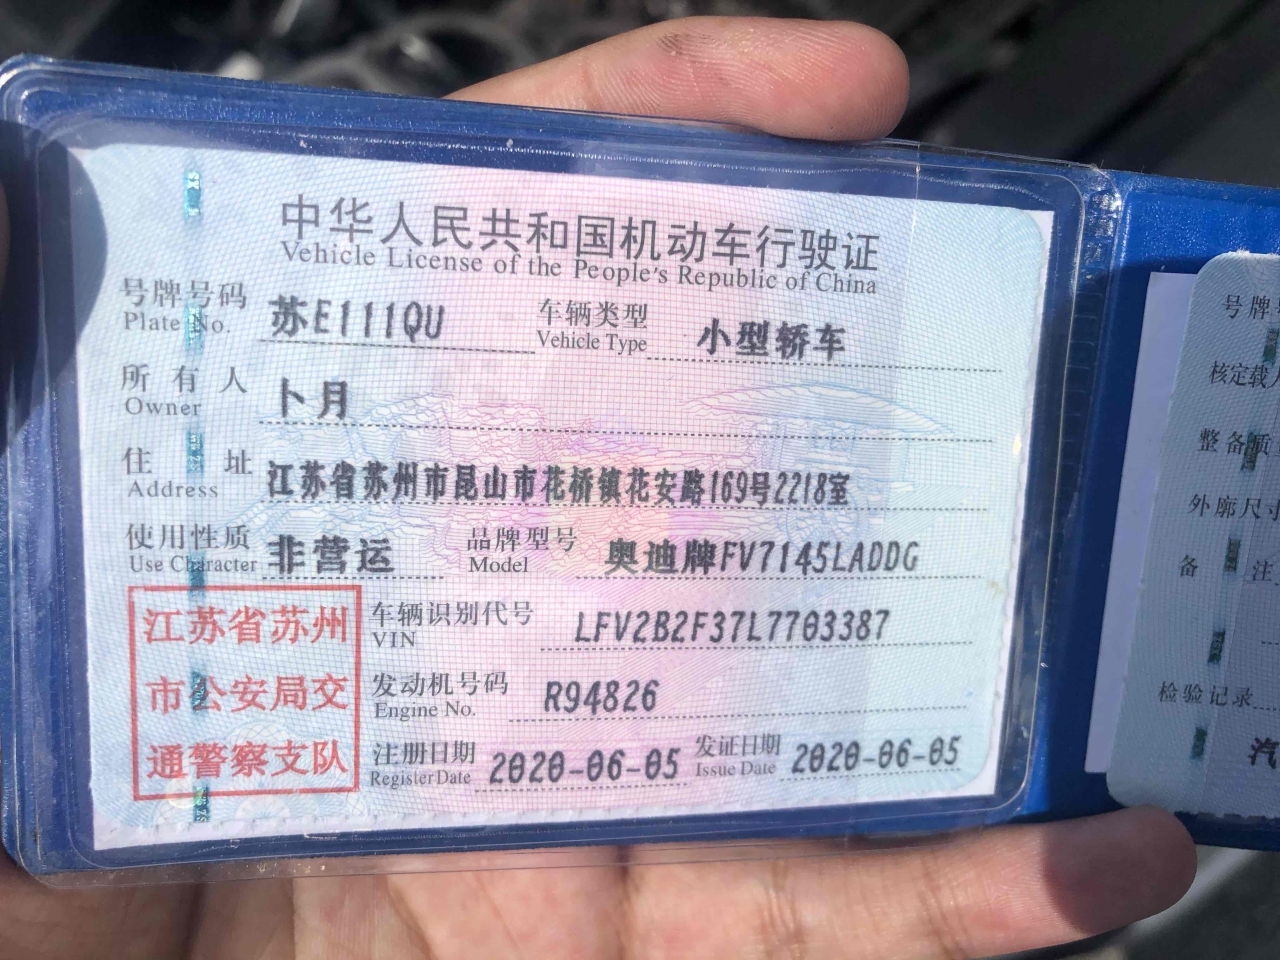 中华人民共和国机动车行驶证
Vehicle License of the People's Republic of China
号牌号码 苏E111QU 车辆类型 小型轿车
Plate No. Vehicle Type
所有人 卜月
Owner
住址 江苏省苏州市昆山市花桥镇花安路169号2218室
Address
使用性质 非营运 品牌型号 奥迪牌FV7145LADDG
Use Character Model
江苏省苏州
市公安局交
通警察支队
车辆识别代号 LFV2B2F37L7703387
VIN
发动机号码 R94826
Engine No.
注册日期 2020-06-05 发证日期 2020-06-05
Register Date Issue Date
号牌
核定载人
整备质
外廓尺寸
备注
检验记录
汽